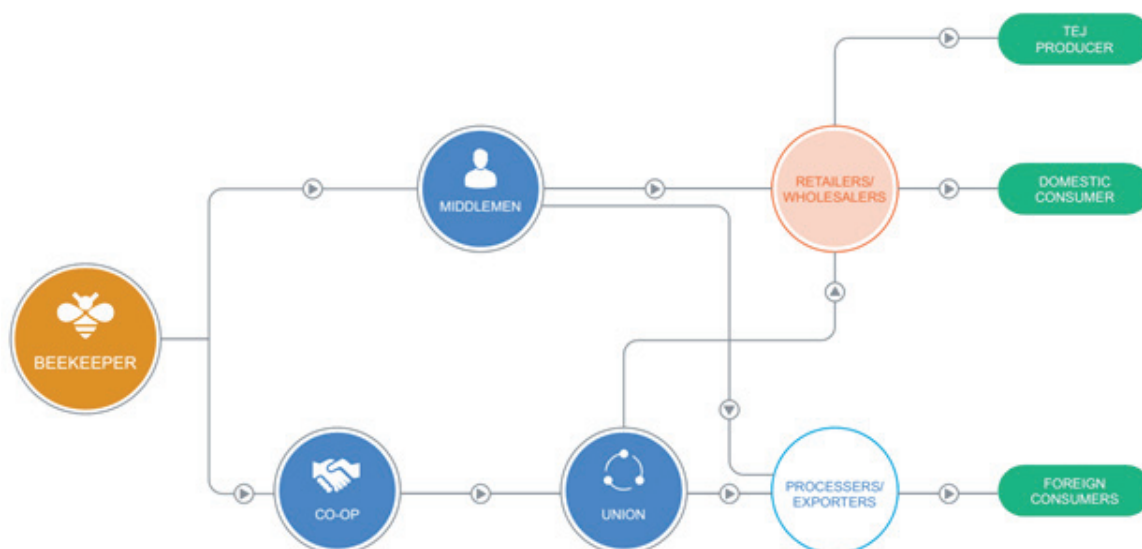 TEJ
PRODUCER
MIDDLEMEN
RETAILERS/
WHOLESALERS
DOMESTIC
CONSUMER
BEEKEEPER
CO-OP
UNION
PROCESSERS/
EXPORTERS
FOREIGN
CONSUMERS